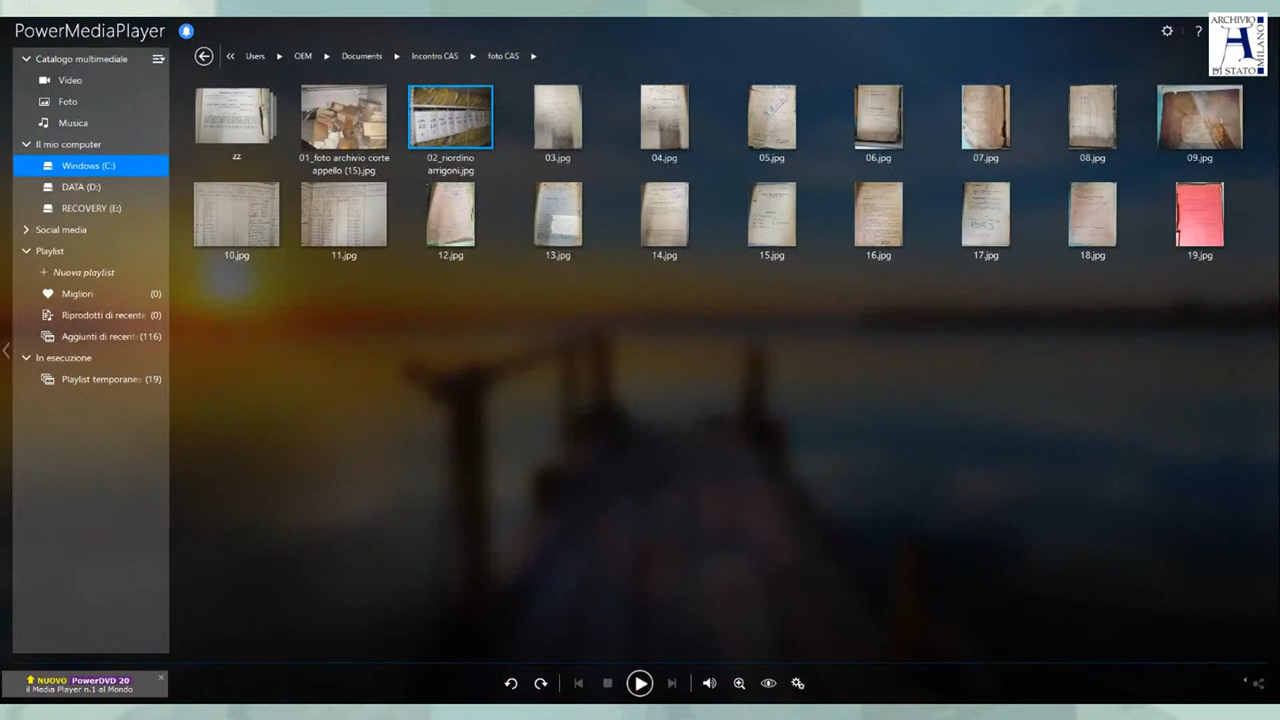 PowerMediaPlayer
?
ARCHIVIO
DI STATO
MILANO
A
Catalogo multimediale
Video
Foto
Musica
Il mio computer
Windows (C:)
DATA (D:)
RECOVERY (E:)
Social media
Playlist
+ Nuova playlist
Migliori (0)
Riprodotti di recente (0)
Aggiunti di recent (116)
In esecuzione
Playlist temporanea (19)
Users
OEM
Documents
Incontro CAS
foto CAS
zz
01_foto archivio corte
appello (15).jpg
02_riordino
arrigoni.jpg
03.jpg
04.jpg
05.jpg
06.jpg
07.jpg
08.jpg
09.jpg
10.jpg
11.jpg
12.jpg
13.jpg
14.jpg
15.jpg
16.jpg
17.jpg
18.jpg
19.jpg
NUOVO PowerDVD 20
il Media Player n.1 al Mondo